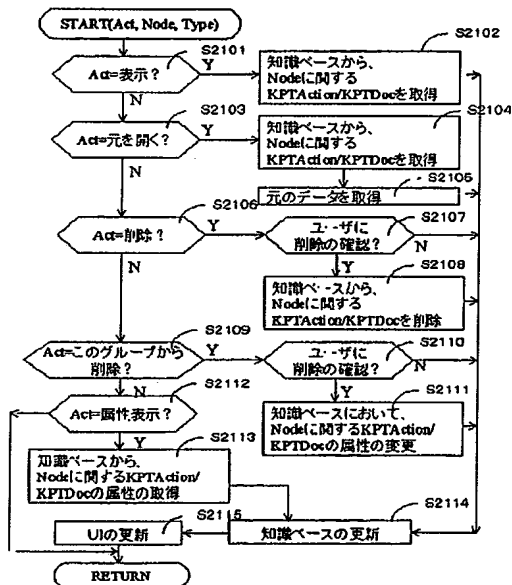 START(Act, Node, Type)
S2101
Act=表示?
Y
N
S2102
知識ベースから、
Nodeに関する
KPTAction/KPTDocを取得
S2103
Act=元を開く?
Y
N
S2104
知識ベースから、
Nodeに関する
KPTAction/KPTDocを取得
S2105
元のデータを取得
S2106
Act=削除?
Y
N
S2107
ユーザに
削除の確認?
N
Y
S2108
知識ベースから、
Nodeに関する
KPTAction/KPTDocを削除
S2109
Act=このグループから
削除?
Y
N
S2110
ユーザに
削除の確認?
N
Y
S2111
知識ベースにおいて、
Nodeに関するKPTAction/
KPTDocの属性の変更
S2112
Act=属性表示?
Y
S2113
知識ベースから、
Nodeに関するKPTAction/
KPTDocの属性の取得
S2114
知識ベースの更新
S2115
UIの更新
RETURN